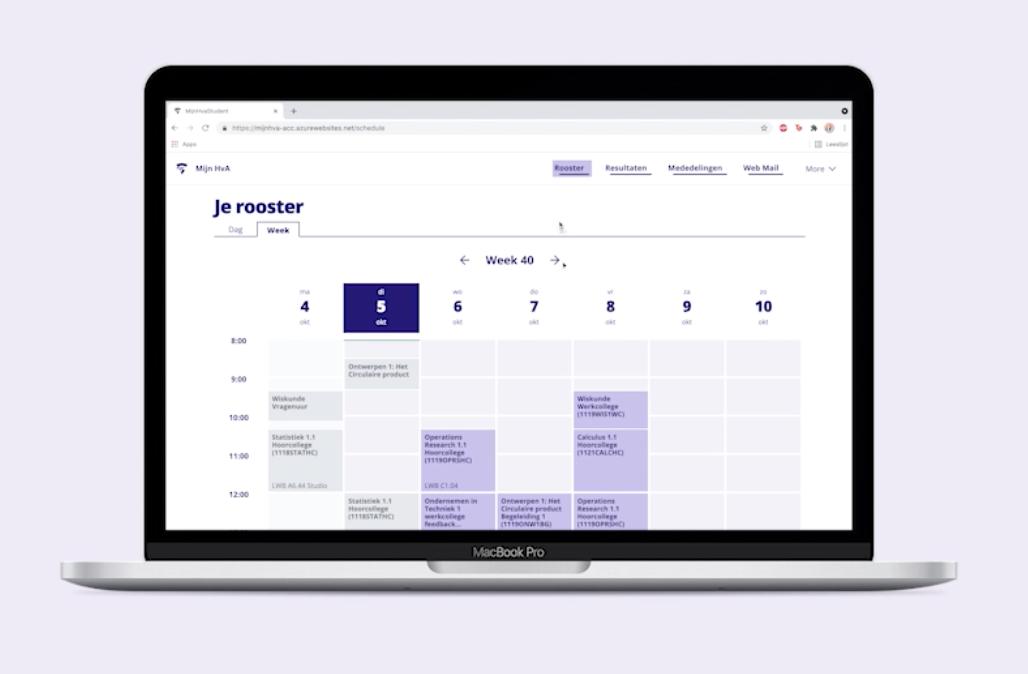 MijnHvaStudent
https://mijnhva-acc.azurewebsites.net/schedule
Apps
Leeslijst
Mijn HvA
Rooster
Resultaten
Mededelingen
Web Mail
More
Je rooster
Dag
Week
Week 40
ma
4
okt
di
5
okt
wo
6
okt
do
7
okt
vr
8
okt
za
9
okt
zo
10
okt
8:00
Ontwerpen 1: Het
Circulaire product
9:00
Wiskunde
Vragenuur
Wiskunde
Werkcollege
(1119WISTWC)
10:00
Statistiek 1.1
Hoorcollege
(1118STATHC)
LWB A6.44 Studio
Operations
Research 1.1
Hoorcollege
(1119OPRSHC)
LWB C1.04
Calculus 1.1
Hoorcollege
(1121CALCHC)
11:00
12:00
Statistiek 1.1
Hoorcollege
(1118STATHC)
Ondernemen in
Techniek 1
werkcollege
feedback...
Ontwerpen 1: Het
Circulaire product
Begeleiding 1
(1119ONW1BG)
Operations
Research 1.1
Hoorcollege
(1119OPRSHC)
MacBook Pro